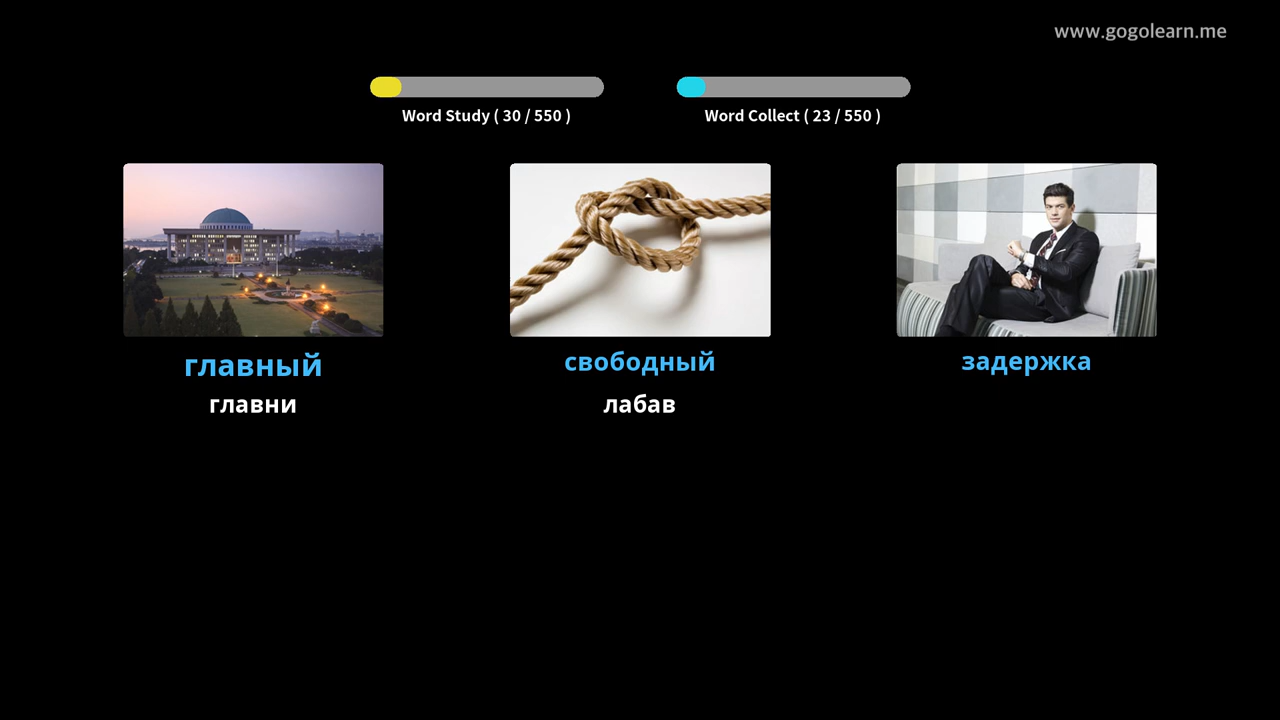 www.gogolearn.me
Word Study ( 30 / 550 )
Word Collect ( 23 / 550 )
главный
свободный
задержка
главни
лабав